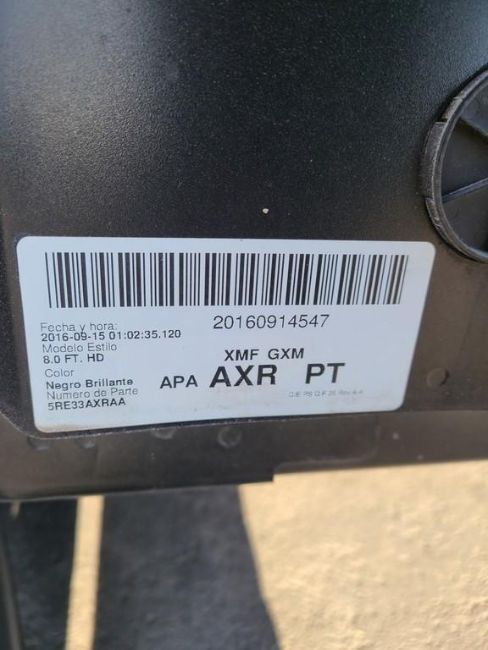 20160914547
Fecha y hora:
2016-09-15 01:02:35.120
Modelo Estilo
8.0 FT. HD
Color
Negro Brillante
Numero de Parte
5RE33AXRAA
XMF GXM
APA AXR PT